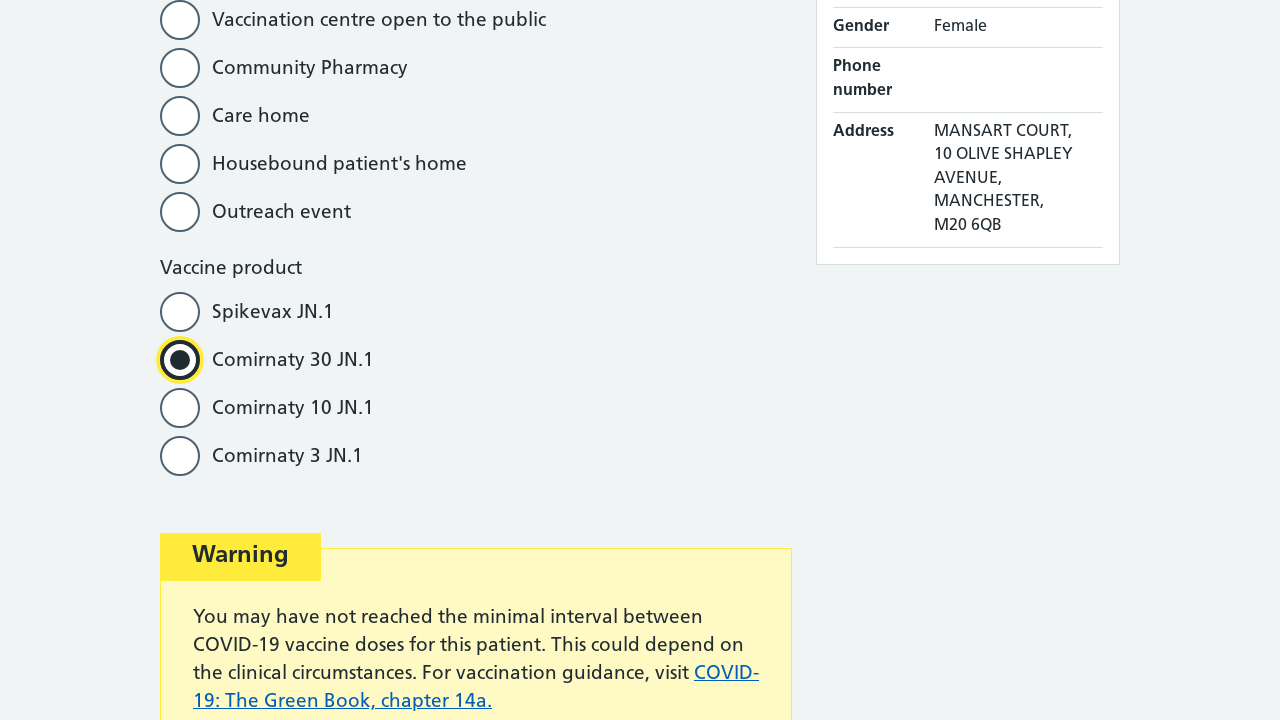 Vaccination centre open to the public
Community Pharmacy
Care home
Housebound patient's home
Outreach event
Vaccine product
Spikevax JN.1
Comirnaty 30 JN.1
Comirnaty 10 JN.1
Comirnaty 3 JN.1
Warning
You may have not reached the minimal interval between
COVID-19 vaccine doses for this patient. This could depend on
the clinical circumstances. For vaccination guidance, visit COVID-
19: The Green Book, chapter 14a.
Gender Female
Phone
number
Address MANSART COURT,
10 OLIVE SHAPLEY
AVENUE,
MANCHESTER,
M20 6QB